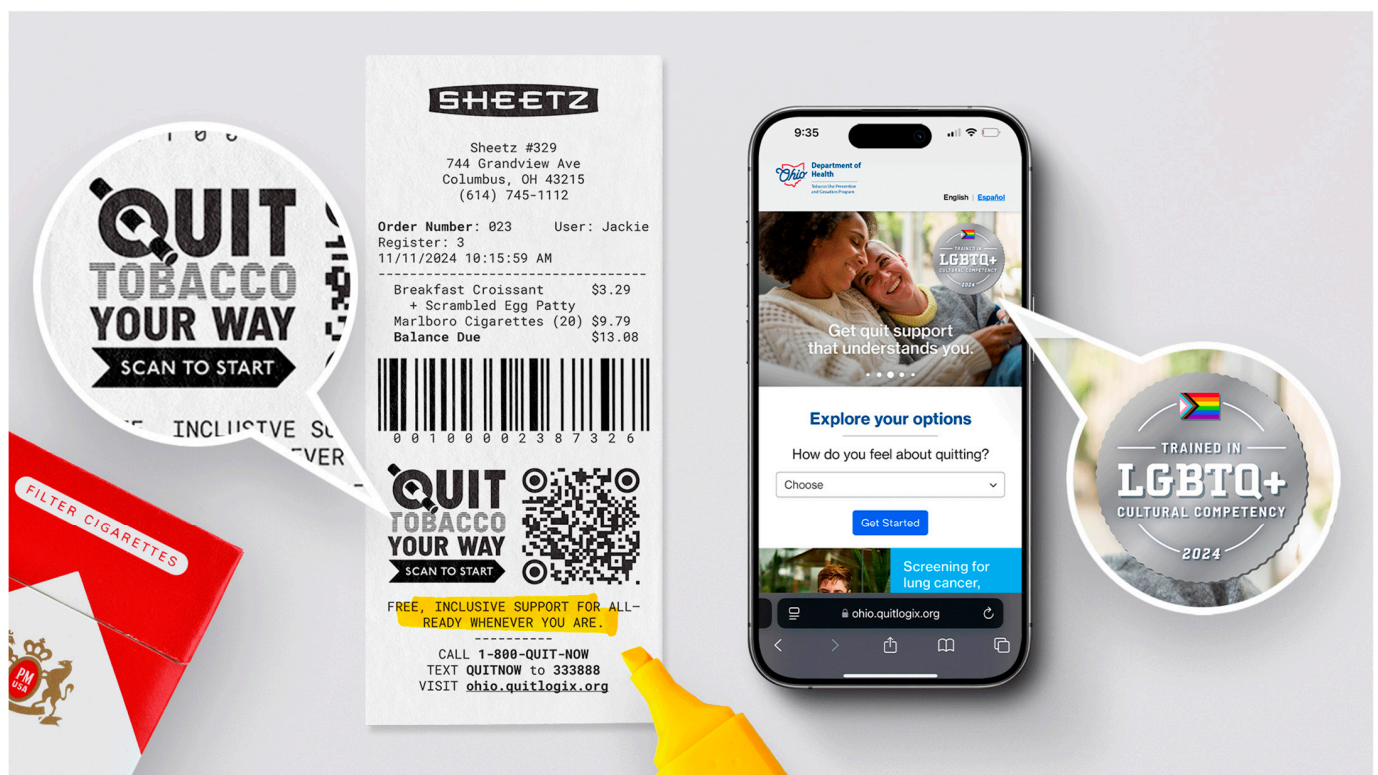 QUIT
TOBACCO
YOUR WAY
SCAN TO START
INCLUSIVE
EVER
FILTER CIGARETTES
PM
USA
SHEETZ
Sheetz #329
744 Grandview Ave
Columbus, OH 43215
(614) 745-1112
Order Number: 023 User: Jackie
Register: 3
11/11/2024 10:15:59 AM
Breakfast Croissant $3.29
+ Scrambled Egg Patty
Marlboro Cigarettes (20) $9.79
Balance Due $13.08
0 0 1 0 0 0 0 2 3 8 7 3 2 6
QUIT
TOBACCO
YOUR WAY
SCAN TO START
FREE, INCLUSIVE SUPPORT FOR ALL—
READY WHENEVER YOU ARE.
CALL 1-800-QUIT-NOW
TEXT QUITNOW to 333888
VISIT ohio.quitlogix.org
9:35
Ohio
Department of
Health
Tobacco Use Prevention
and Cessation Program
English | Español
TRAINED IN
LGBTQ+
CULTURAL COMPETENCY
2024
Get quit support
that understands you.
Explore your options
How do you feel about quitting?
Choose
Get Started
Screening for
lung cancer,
ohio.quitlogix.org
TRAINED IN
LGBTQ+
CULTURAL COMPETENCY
2024